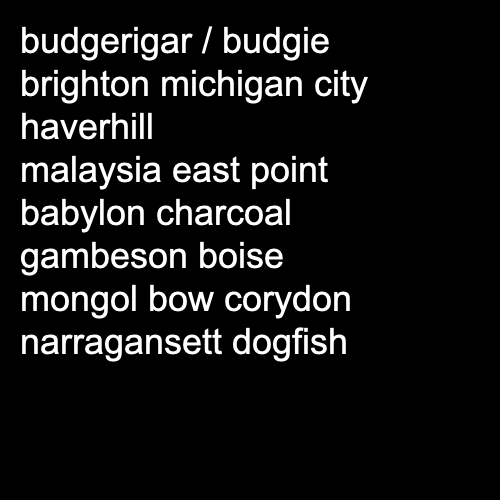 budgerigar / budgie
brighton michigan city
haverhill
malaysia east point
babylon charcoal
gambeson boise
mongol bow corydon
narragansett dogfish